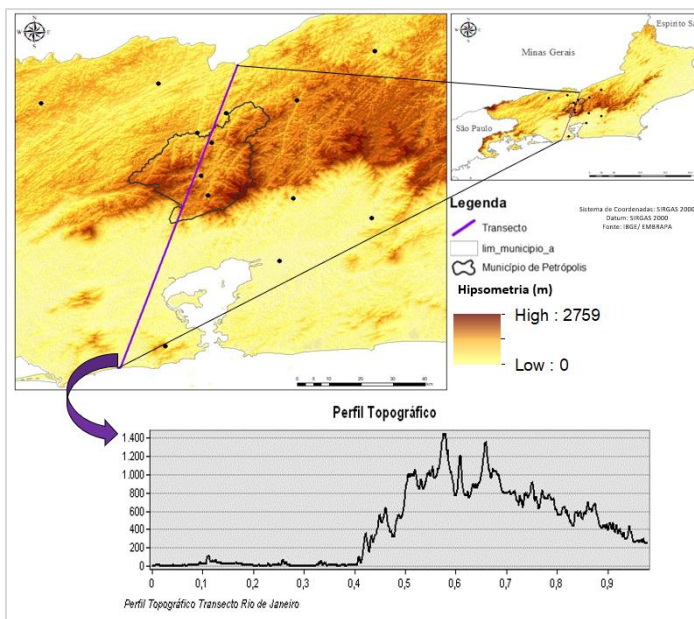 Espirito Sa
Minas Gerais
São Paulo
Legenda
Transecto
lim_municipio_a
Município de Petrópolis
Sistema de Coordenadas: SIRGAS 2000
Datum: SIRGAS 2000
Fonte: IBGE/ EMBRAPA
Hipsometria (m)
High : 2759
Low : 0
Perfil Topográfico
1.400
1.200
1.000
800
600
400
200
0
0 0,1 0,2 0,3 0,4 0,5 0,6 0,7 0,8 0,9
Perfil Topográfico Transecto Rio de Janeiro